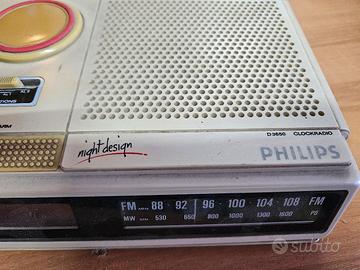 D3650 CLOCKRADIO
night design
PHILIPS
FM MHz 88 92 96 100 104 108 FM
MW 530 650 800 1000 1300 1600
subito